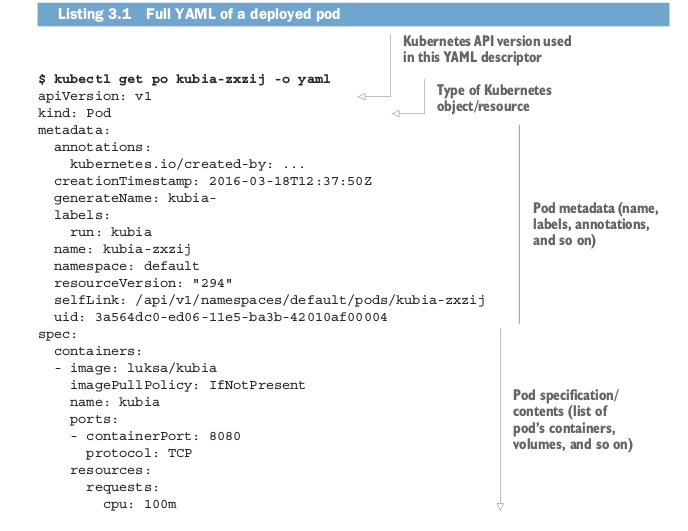 Listing 3.1 Full YAML of a deployed pod
Kubernetes API version used
in this YAML descriptor
$ kubectl get po kubia-zxzij -o yaml
apiVersion: v1
Type of Kubernetes
object/resource
kind: Pod
metadata:
  annotations:
    kubernetes.io/created-by: ...
  creationTimestamp: 2016-03-18T12:37:50Z
  generateName: kubia-
  labels:
    run: kubia
  name: kubia-zxzij
  namespace: default
  resourceVersion: "294"
  selfLink: /api/v1/namespaces/default/pods/kubia-zxzij
  uid: 3a564dc0-ed06-11e5-ba3b-42010af00004
Pod metadata (name,
labels, annotations,
and so on)
spec:
  containers:
  - image: luksa/kubia
    imagePullPolicy: IfNotPresent
    name: kubia
    ports:
    - containerPort: 8080
      protocol: TCP
    resources:
      requests:
        cpu: 100m
Pod specification/
contents (list of
pod's containers,
volumes, and so on)